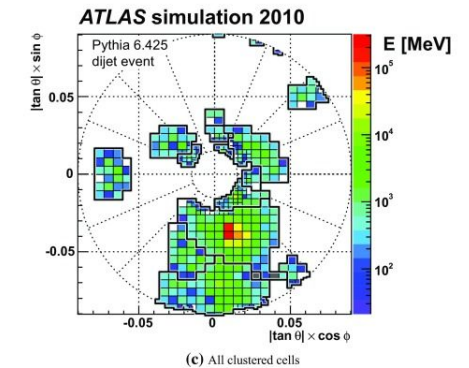 ATLAS simulation 2010
Pythia 6.425
dijet event
E [MeV]
|tan θ| × sin ϕ
0.05
0
-0.05
-0.05
0
0.05
|tan θ| × cos ϕ
10⁵
10⁴
10³
10²
(c) All clustered cells